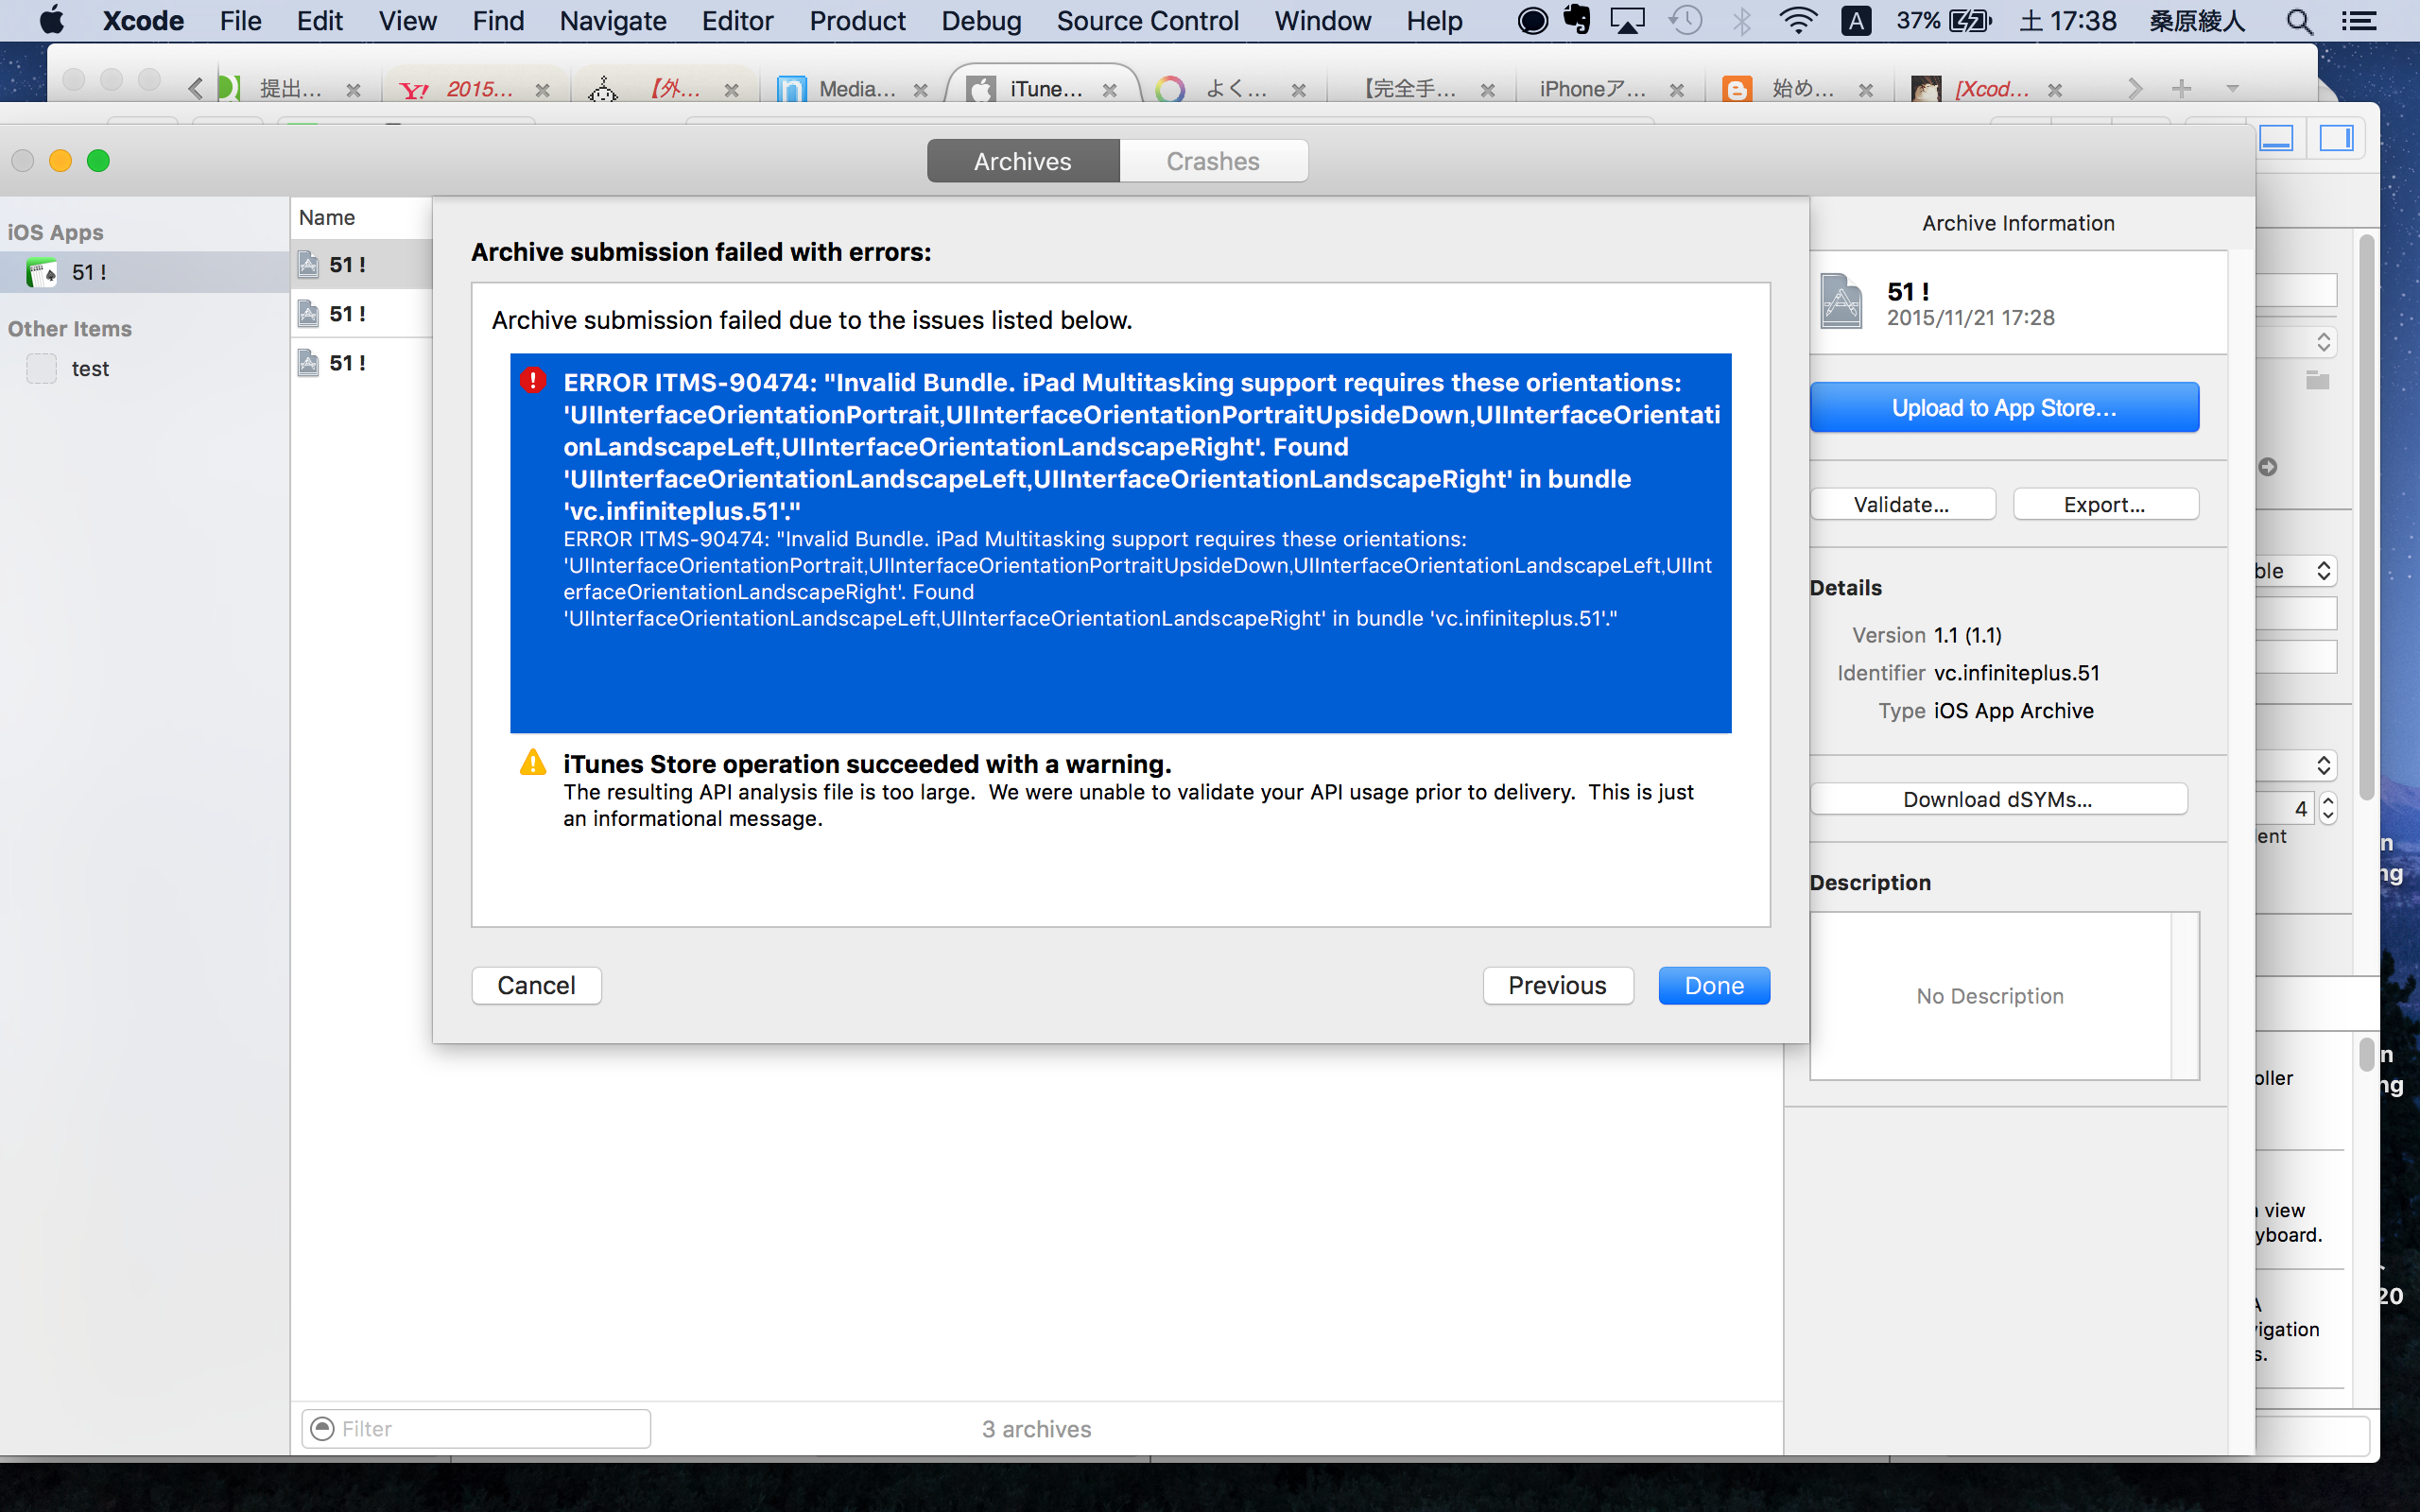 Xcode File Edit View Find Navigate Editor Product Debug Source Control Window Help A 37% 土 17:38 桑原綾人
提出... Y! 2015... 【外... n Media... iTune... よく... 【完全手... iPhoneア... 始め... [Xcod...
Archives Crashes
iOS Apps
51 !
Other Items
test
Name
51 !
51 !
51 !
Archive submission failed with errors:
Archive submission failed due to the issues listed below.
ERROR ITMS-90474: "Invalid Bundle. iPad Multitasking support requires these orientations:
'UIInterfaceOrientationPortrait,UIInterfaceOrientationPortraitUpsideDown,UIInterfaceOrientati
onLandscapeLeft,UIInterfaceOrientationLandscapeRight'. Found
'UIInterfaceOrientationLandscapeLeft,UIInterfaceOrientationLandscapeRight' in bundle
'vc.infiniteplus.51'."
ERROR ITMS-90474: "Invalid Bundle. iPad Multitasking support requires these orientations:
'UIInterfaceOrientationPortrait,UIInterfaceOrientationPortraitUpsideDown,UIInterfaceOrientationLandscapeLeft,UIInt
erfaceOrientationLandscapeRight'. Found
'UIInterfaceOrientationLandscapeLeft,UIInterfaceOrientationLandscapeRight' in bundle 'vc.infiniteplus.51'."
iTunes Store operation succeeded with a warning.
The resulting API analysis file is too large.  We were unable to validate your API usage prior to delivery.  This is just
an informational message.
Cancel Previous Done
Filter
3 archives
Archive Information
51 !
2015/11/21 17:28
Upload to App Store...
Validate... Export...
Details
Version 1.1 (1.1)
Identifier vc.infiniteplus.51
Type iOS App Archive
Download dSYMs...
Description
No Description
ble
4
ent
n
ng
n
oller
ng
view
yboard.
20
A
igation
s.